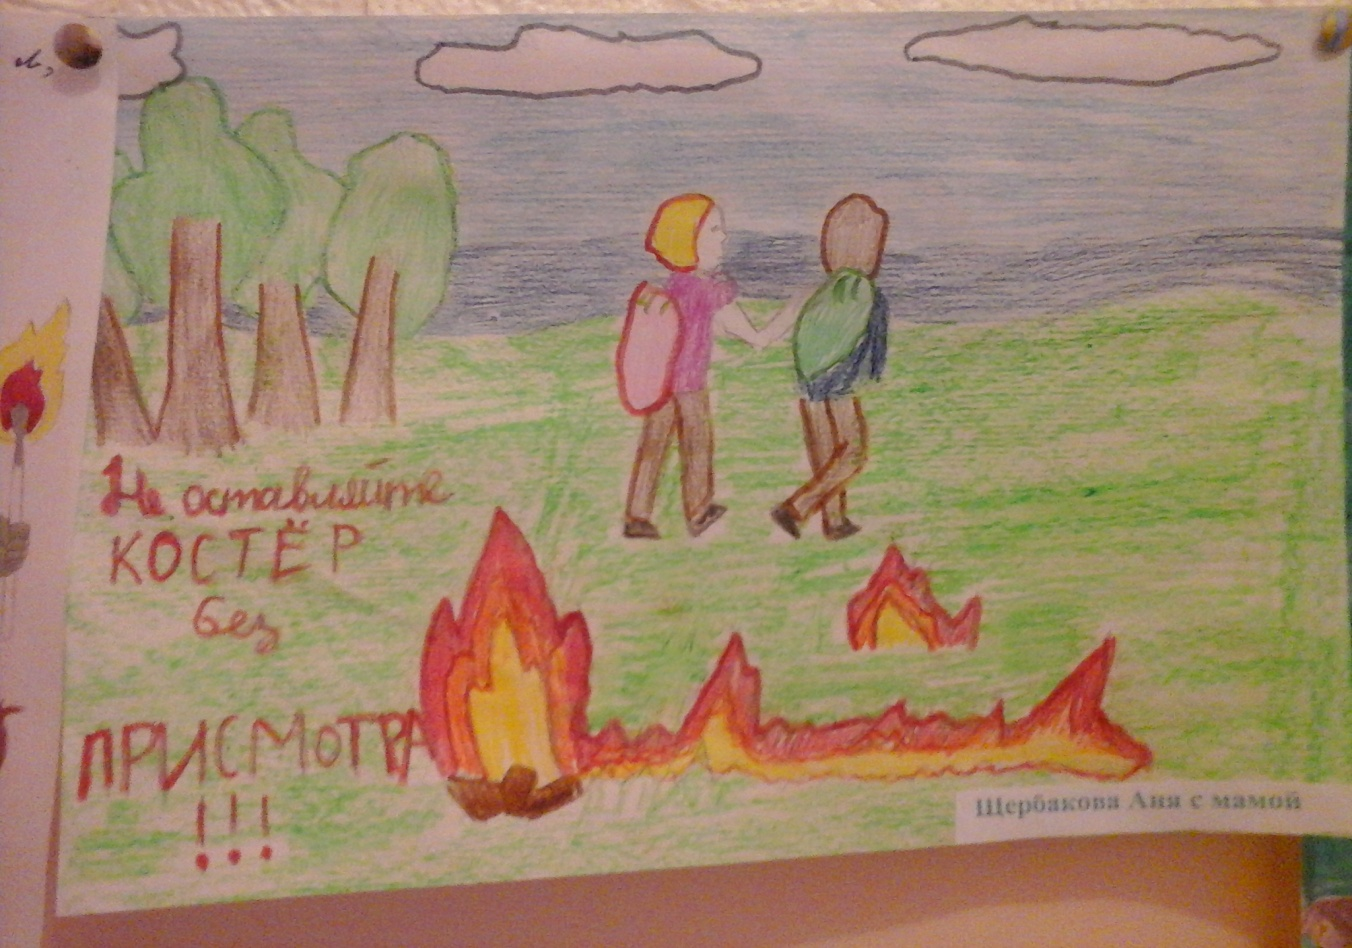 Не оставляйте
КОСТЁР
без
ПРИСМОТРА
!!!
Щербакова Аня с мамой